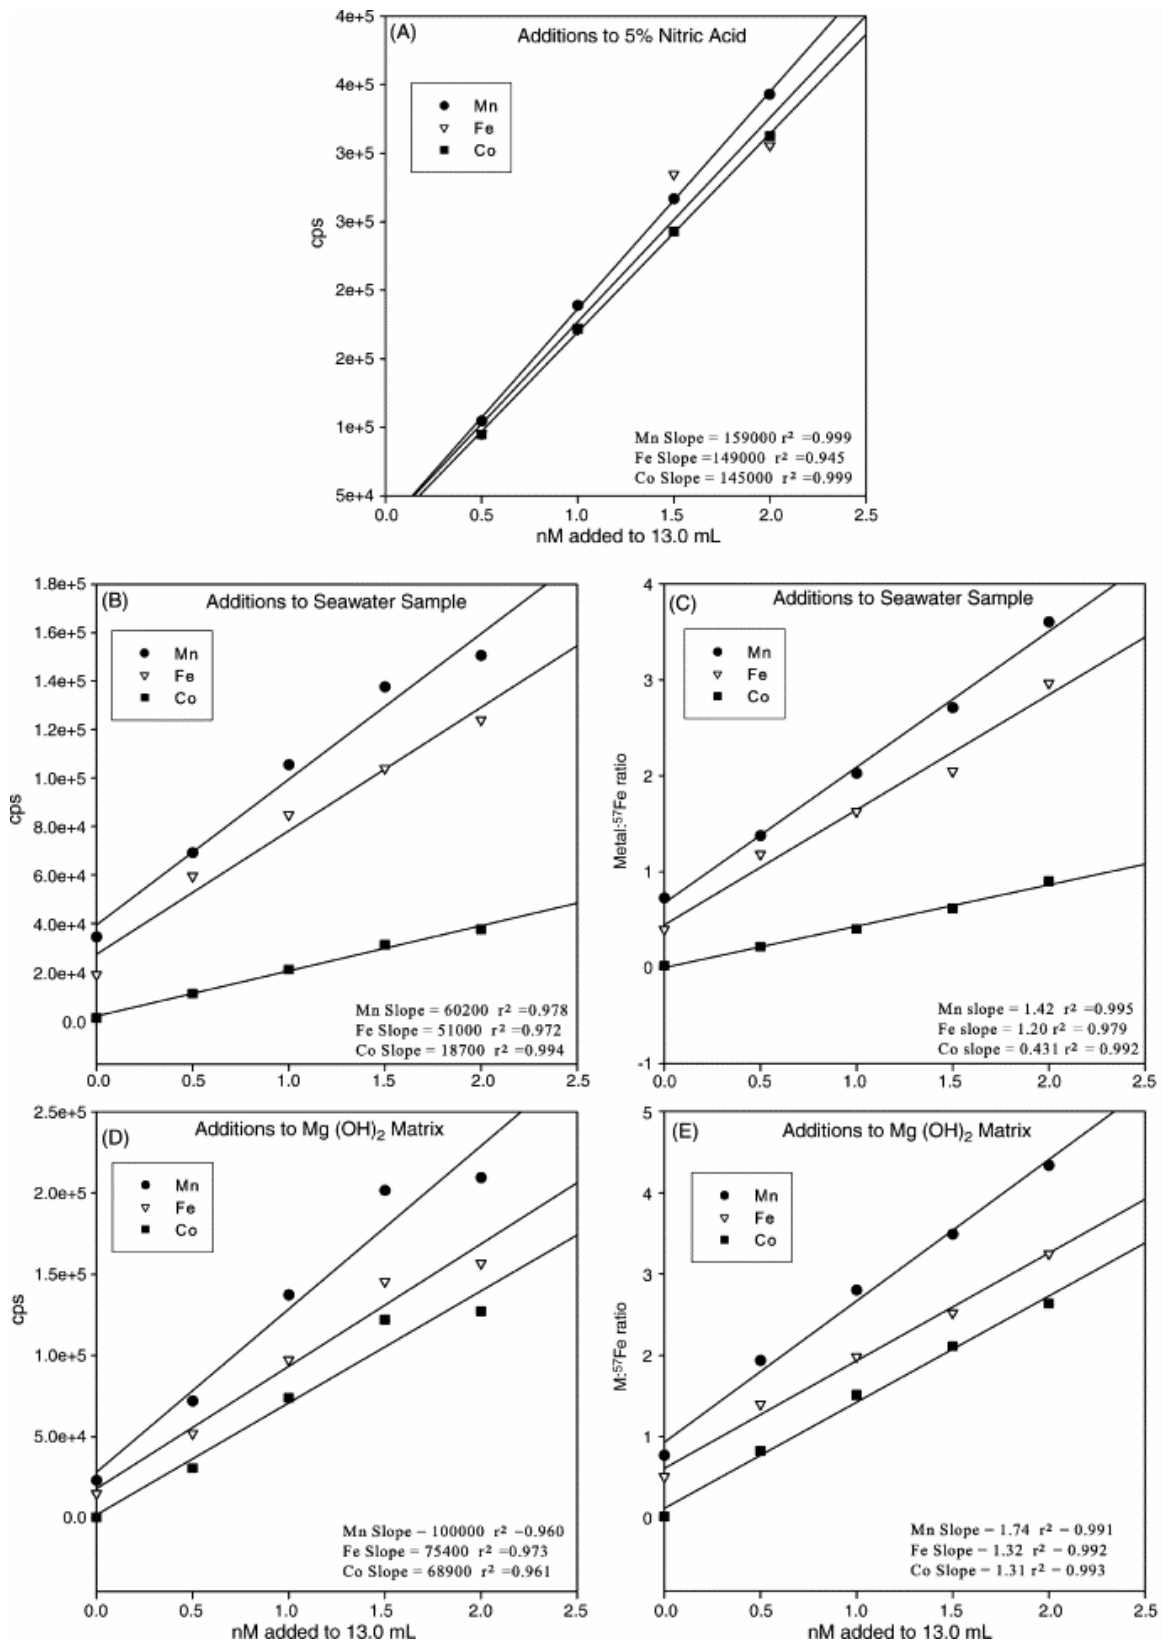 (A) Additions to 5% Nitric Acid
Mn
Fe
Co
4e+5
4e+5
3e+5
3e+5
2e+5
2e+5
1e+5
5e+4
cps
Mn Slope = 159000 r² =0.999
Fe Slope =149000 r² =0.945
Co Slope = 145000 r² =0.999
0.0 0.5 1.0 1.5 2.0 2.5
nM added to 13.0 mL
(B) Additions to Seawater Sample
Mn
Fe
Co
1.8e+5
1.6e+5
1.4e+5
1.2e+5
1.0e+5
8.0e+4
6.0e+4
4.0e+4
2.0e+4
0.0
cps
Mn Slope = 60200 r² =0.978
Fe Slope = 51000 r² =0.972
Co Slope = 18700 r² =0.994
0.0 0.5 1.0 1.5 2.0 2.5
(C) Additions to Seawater Sample
Mn
Fe
Co
4
3
2
1
0
-1
Metal:⁵⁷Fe ratio
Mn slope = 1.42 r² =0.995
Fe slope = 1.20 r² = 0.979
Co slope = 0.431 r² = 0.992
0.0 0.5 1.0 1.5 2.0 2.5
(D) Additions to Mg (OH)₂ Matrix
Mn
Fe
Co
2.5e+5
2.0e+5
1.5e+5
1.0e+5
5.0e+4
0.0
cps
Mn Slope − 100000 r² −0.960
Fe Slope = 75400 r² =0.973
Co Slope = 68900 r² =0.961
0.0 0.5 1.0 1.5 2.0 2.5
nM added to 13.0 mL
(E) Additions to Mg (OH)₂ Matrix
Mn
Fe
Co
5
4
3
2
1
0
M:⁵⁷Fe ratio
Mn Slope − 1.74 r² − 0.991
Fe Slope − 1.32 r² − 0.992
Co Slope − 1.31 r² − 0.993
0.0 0.5 1.0 1.5 2.0 2.5
nM added to 13.0 mL